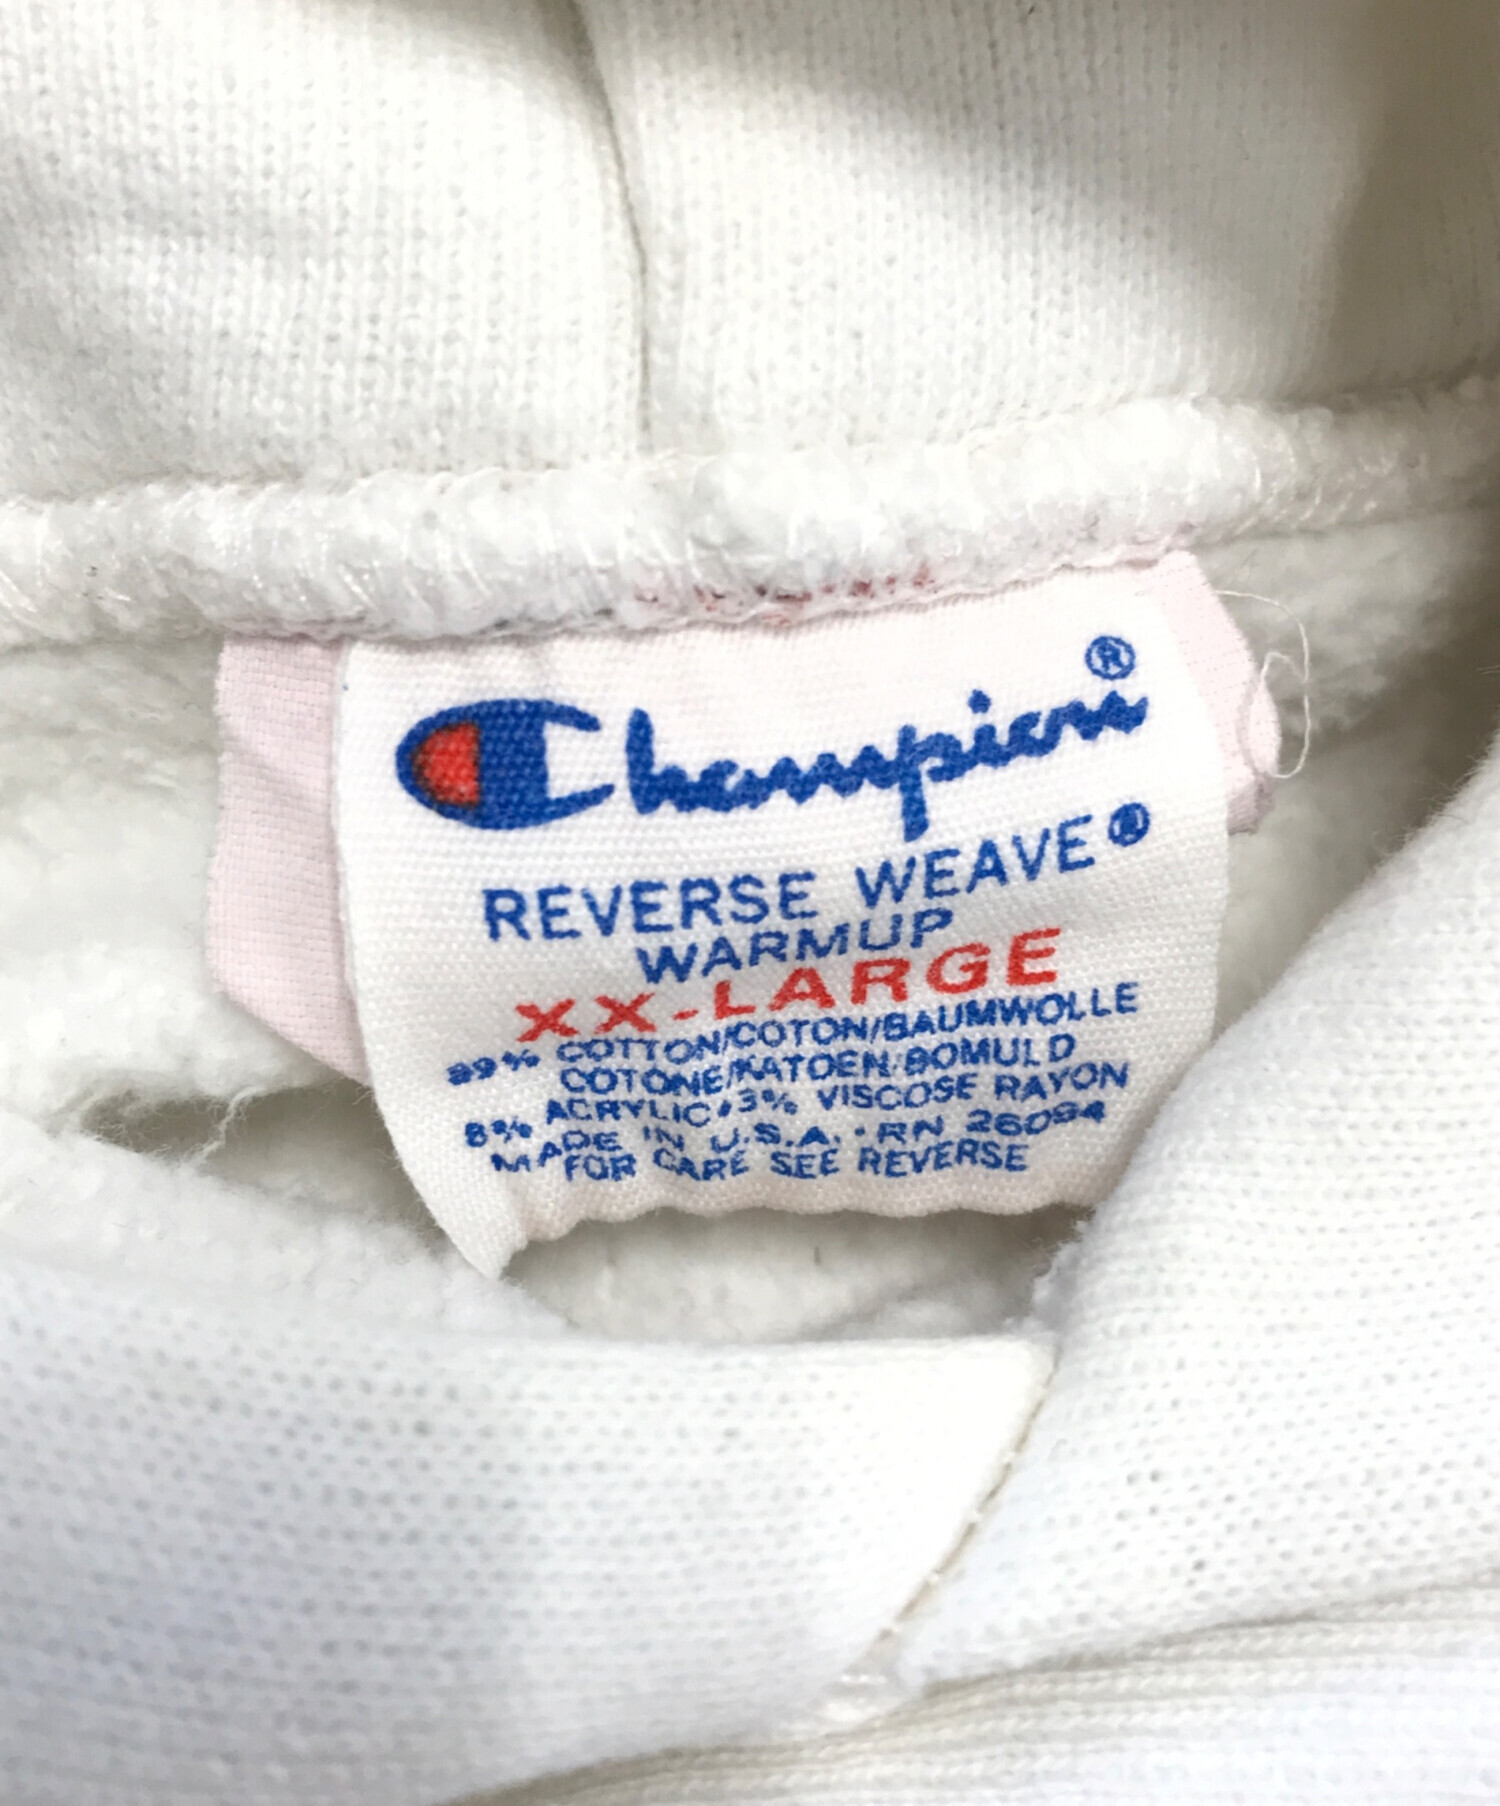 Champion®
REVERSE WEAVE®
WARMUP
XX-LARGE
89% COTTON/COTON/BAUMWOLLE
COTONE/KATOEN/BOMULD
8% ACRYLIC•3% VISCOSE RAYON
MADE IN U.S.A. • RN 26094
FOR CARE SEE REVERSE